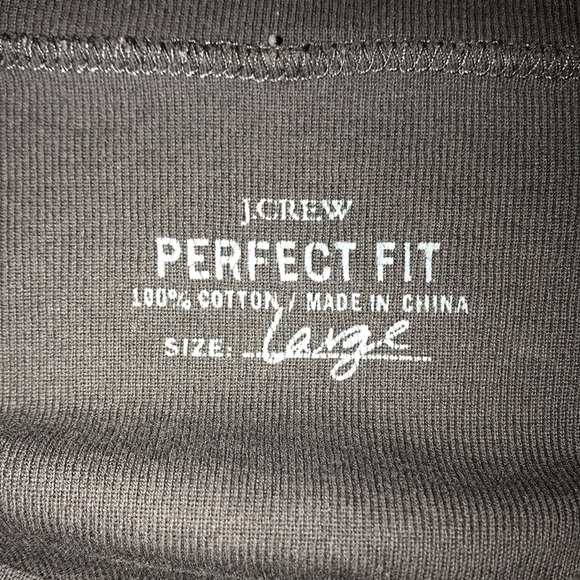 J.CREW
PERFECT FIT
100% COTTON / MADE IN CHINA
SIZE: Large